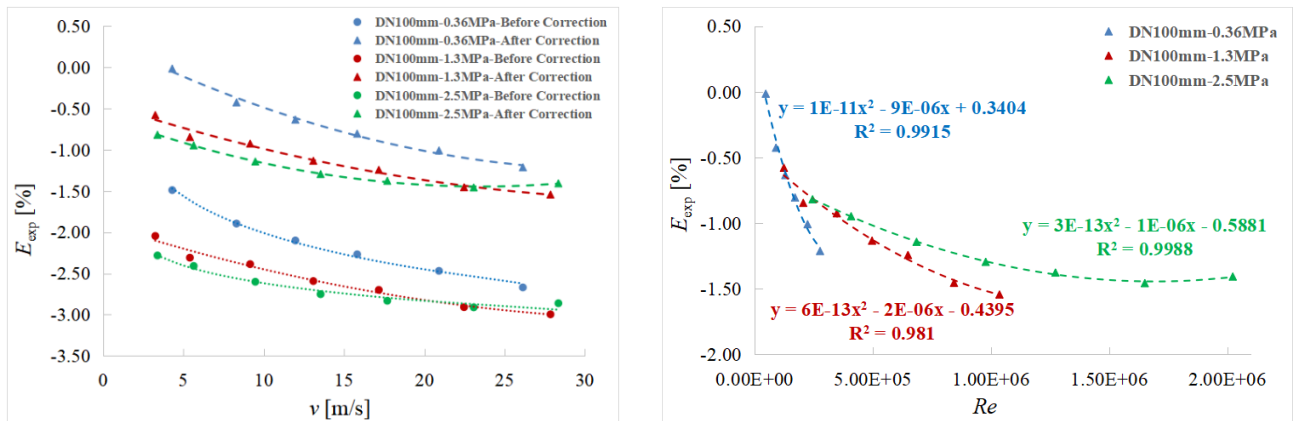 DN100mm-0.36MPa-Before Correction
DN100mm-0.36MPa-After Correction
DN100mm-1.3MPa-Before Correction
DN100mm-1.3MPa-After Correction
DN100mm-2.5MPa-Before Correction
DN100mm-2.5MPa-After Correction
0.00
-0.50
-1.00
-1.50
-2.00
-2.50
-3.00
-3.50
E_exp [%]
0 5 10 15 20 25 30
v [m/s]
0.50
0.00
-0.50
-1.00
-1.50
-2.00
E_exp [%]
DN100mm-0.36MPa
DN100mm-1.3MPa
DN100mm-2.5MPa
y = 1E-11x² - 9E-06x + 0.3404
R² = 0.9915
y = 3E-13x² - 1E-06x - 0.5881
R² = 0.9988
y = 6E-13x² - 2E-06x - 0.4395
R² = 0.981
0.00E+00 5.00E+05 1.00E+06 1.50E+06 2.00E+06
Re